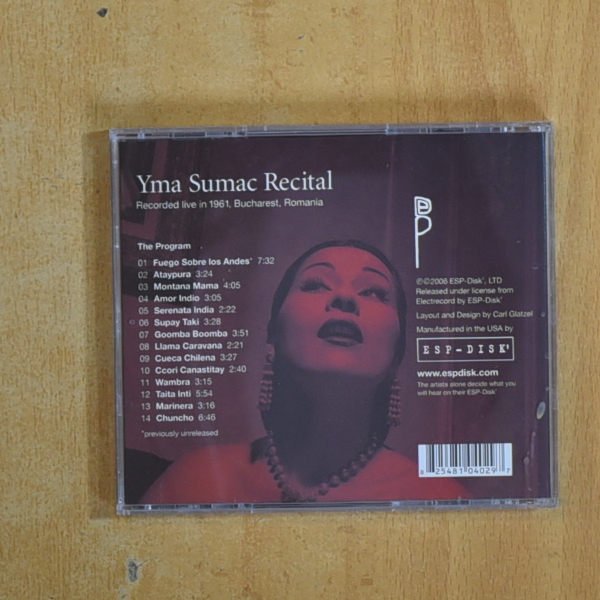 Yma Sumac Recital
Recorded live in 1961, Bucharest, Romania
The Program
01 Fuego Sobre los Andes* 7:32
02 Ataypura 3:24
03 Montana Mama 4:05
04 Amor Indio 3:05
05 Serenata India 2:22
06 Supay Taki 3:28
07 Goomba Boomba 3:51
08 Llama Caravana 2:21
09 Cueca Chilena 3:27
10 Ccori Canastitay 2:40
11 Wambra 3:15
12 Taita Inti 5:54
13 Marinera 3:16
14 Chuncho 6:46
*previously unreleased
esp
℗©2006 ESP-Disk', LTD
Released under license from
Electrecord by ESP-Disk'
Layout and Design by Carl Glatzel
Manufactured in the USA by
ESP-DISK'
www.espdisk.com
The artists alone decide what you
will hear on their ESP-Disk'
8 25481 04029 7